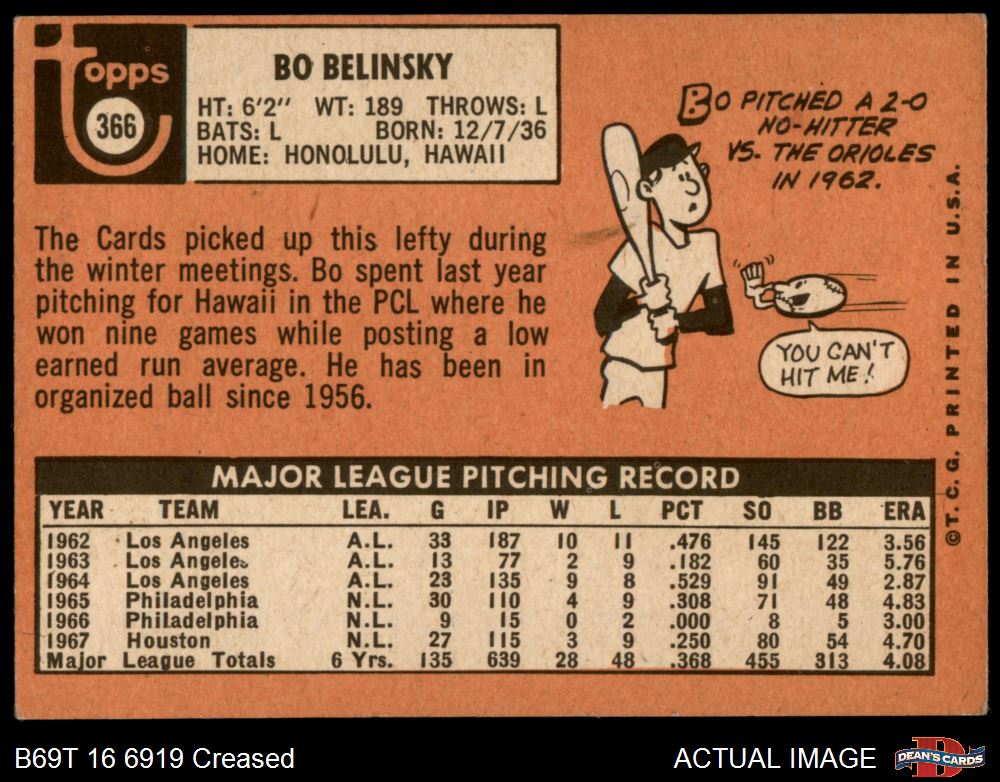 Topps
366
BO BELINSKY
HT: 6'2" WT: 189 THROWS: L
BATS: L BORN: 12/7/36
HOME: HONOLULU, HAWAII
BO PITCHED A 2-0
NO-HITTER
VS. THE ORIOLES
IN 1962.
YOU CAN'T
HIT ME!
The Cards picked up this lefty during
the winter meetings. Bo spent last year
pitching for Hawaii in the PCL where he
won nine games while posting a low
earned run average. He has been in
organized ball since 1956.
©T. C. G. PRINTED IN U.S.A.
MAJOR LEAGUE PITCHING RECORD
YEAR TEAM LEA. G IP W L PCT SO BB ERA
1962 Los Angeles A.L. 33 187 10 11 .476 145 122 3.56
1963 Los Angeles A.L. 13 77 2 9 .182 60 35 5.76
1964 Los Angeles A.L. 23 135 9 8 .529 91 49 2.87
1965 Philadelphia N.L. 30 110 4 9 .308 71 48 4.83
1966 Philadelphia N.L. 9 15 0 2 .000 8 5 3.00
1967 Houston N.L. 27 115 3 9 .250 80 54 4.70
Major League Totals 6 Yrs. 135 639 28 48 .368 455 313 4.08
B69T 16 6919 Creased
ACTUAL IMAGE
D
DEAN'S CARDS